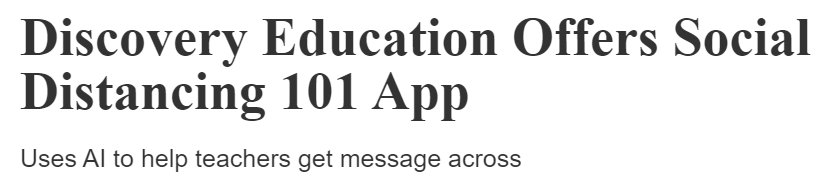 Discovery Education Offers Social
Distancing 101 App
Uses AI to help teachers get message across